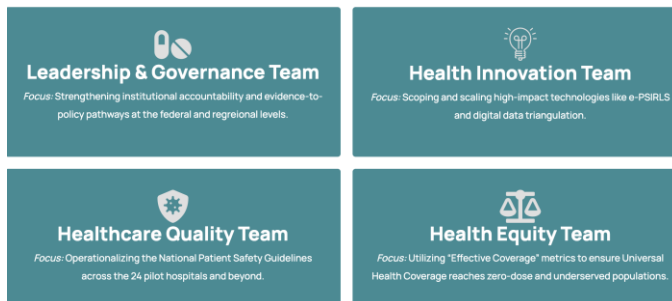 Leadership & Governance Team
Focus: Strengthening institutional accountability and evidence-to-
policy pathways at the federal and regreional levels.
Health Innovation Team
Focus: Scoping and scaling high-impact technologies like e-PSIRLS
and digital data triangulation.
Healthcare Quality Team
Focus: Operationalizing the National Patient Safety Guidelines
across the 24 pilot hospitals and beyond.
Health Equity Team
Focus: Utilizing "Effective Coverage" metrics to ensure Universal
Health Coverage reaches zero-dose and underserved populations.